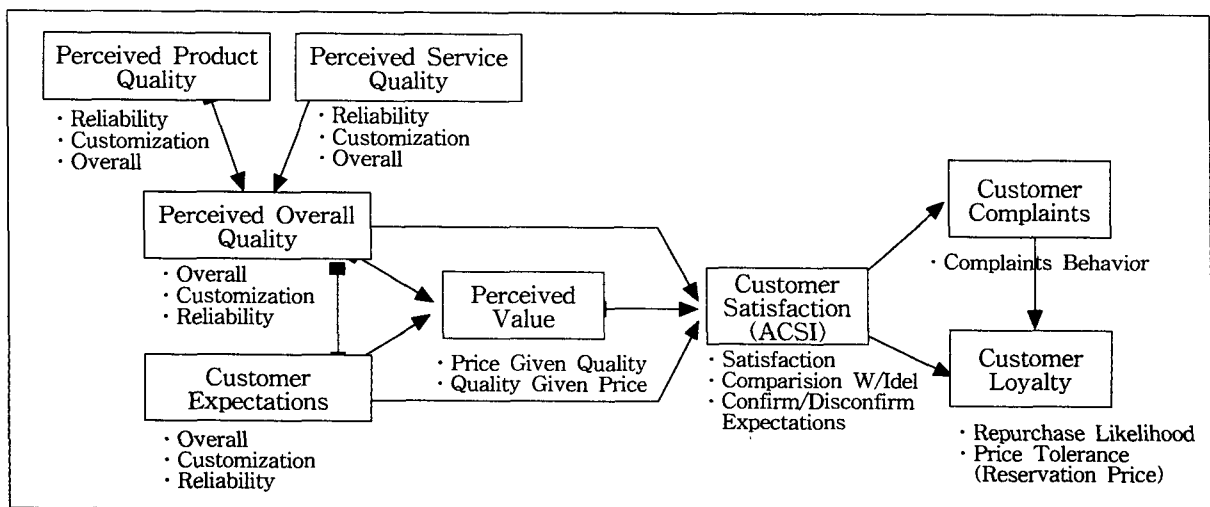 Perceived Product
Quality
· Reliability
· Customization
· Overall
Perceived Service
Quality
· Reliability
· Customization
· Overall
Perceived Overall
Quality
· Overall
· Customization
· Reliability
Customer
Expectations
· Overall
· Customization
· Reliability
Perceived
Value
· Price Given Quality
· Quality Given Price
Customer
Satisfaction
(ACSI)
· Satisfaction
· Comparision W/Idel
· Confirm/Disconfirm
Expectations
Customer
Complaints
· Complaints Behavior
Customer
Loyalty
· Repurchase Likelihood
· Price Tolerance
(Reservation Price)